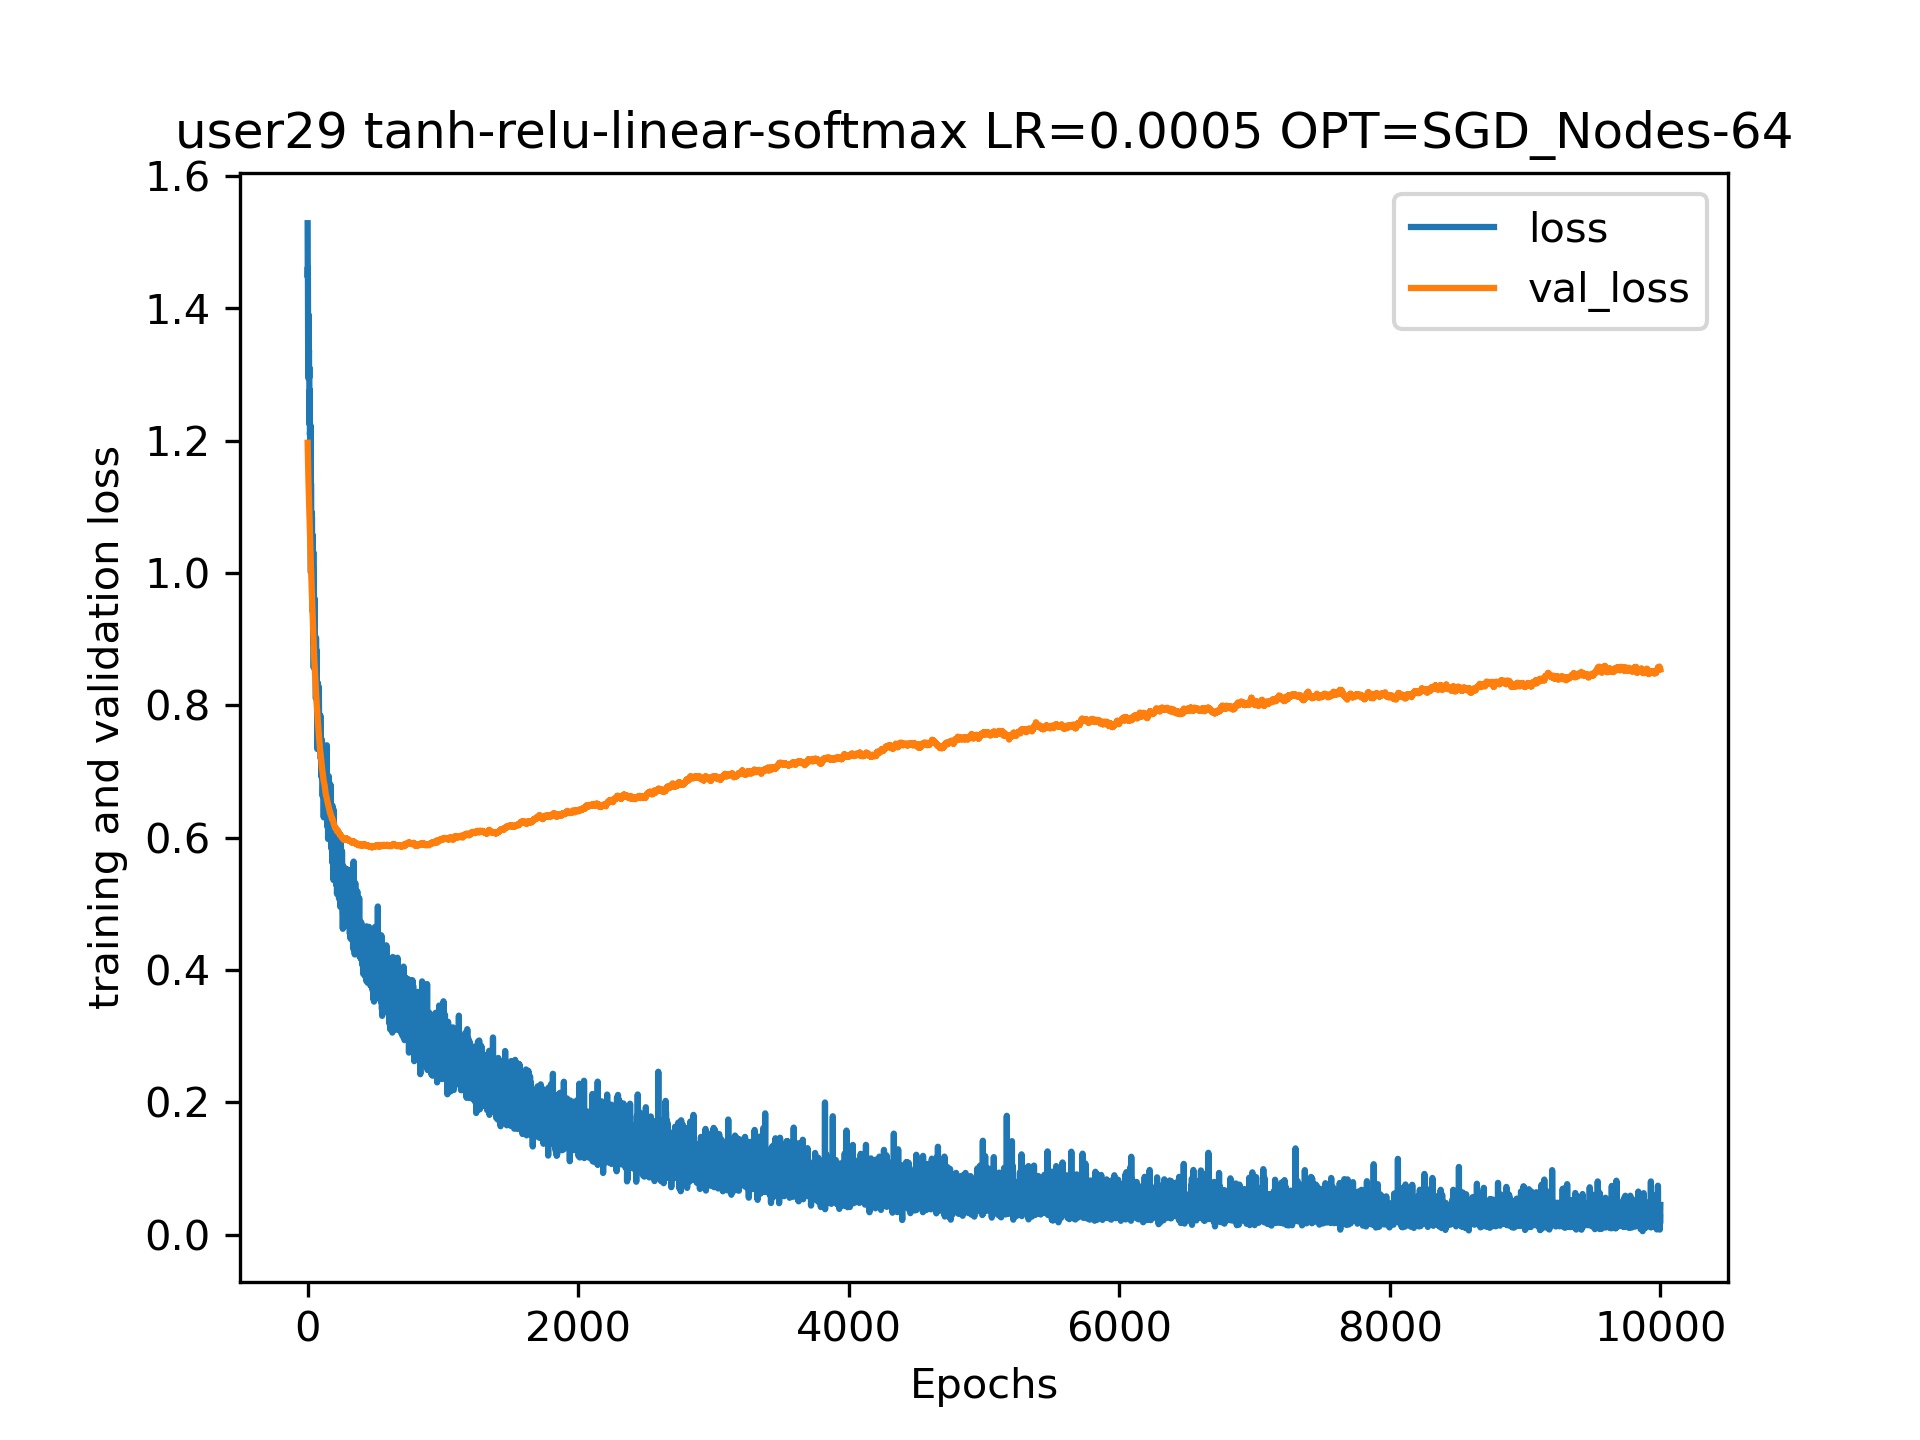 user29 tanh-relu-linear-softmax LR=0.0005 OPT=SGD_Nodes-64
loss
val_loss
training and validation loss
1.6
1.4
1.2
1.0
0.8
0.6
0.4
0.2
0.0
0 2000 4000 6000 8000 10000
Epochs